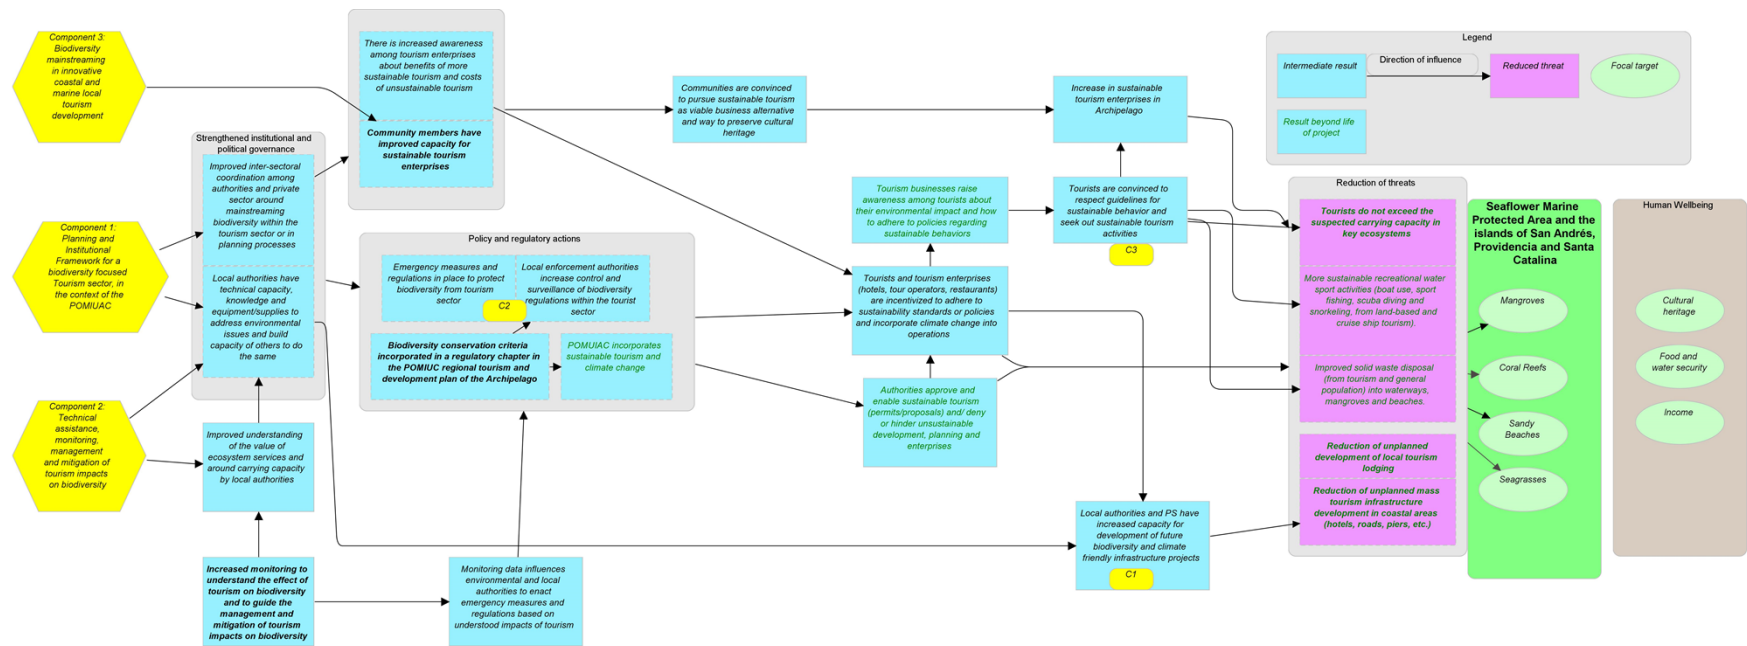 Component 3:
Biodiversity
mainstreaming
in innovative
coastal and
marine local
tourism
development
Component 1:
Planning and
Institutional
Framework for a
biodiversity focused
Tourism sector, in
the context of the
POMIUAC
Component 2:
Technical
assistance,
monitoring,
management
and mitigation of
tourism impacts
on biodiversity
Strengthened institutional and
political governance
Improved inter-sectoral
coordination among
authorities and private
sector around
mainstreaming
biodiversity within the
tourism sector or in
planning processes
Local authorities have
technical capacity,
knowledge and
equipment/supplies to
address environmental
issues and build
capacity of others to do
the same
Improved understanding
of the value of
ecosystem services and
around carrying capacity
by local authorities
Increased monitoring to
understand the effect of
tourism on biodiversity
and to guide the
management and
mitigation of tourism
impacts on biodiversity
There is increased awareness
among tourism enterprises
about benefits of more
sustainable tourism and costs
of unsustainable tourism
Community members have
improved capacity for
sustainable tourism
enterprises
Policy and regulatory actions
Emergency measures and
regulations in place to protect
biodiversity from tourism
sector
Local enforcement authorities
increase control and
surveillance of biodiversity
regulations within the tourist
sector
C2
Biodiversity conservation criteria
incorporated in a regulatory chapter in
the POMIUC regional tourism and
development plan of the Archipelago
POMUIAC incorporates
sustainable tourism and
climate change
Monitoring data influences
environmental and local
authorities to enact
emergency measures and
regulations based on
understood impacts of tourism
Communities are convinced
to pursue sustainable tourism
as viable business alternative
and way to preserve cultural
heritage
Tourism businesses raise
awareness among tourists about
their environmental impact and how
to adhere to policies regarding
sustainable behaviors
Tourists and tourism enterprises
(hotels, tour operators, restaurants)
are incentivized to adhere to
sustainability standards or policies
and incorporate climate change into
operations
Authorities approve and
enable sustainable tourism
(permits/proposals) and/ deny
or hinder unsustainable
development, planning and
enterprises
Increase in sustainable
tourism enterprises in
Archipelago
Tourists are convinced to
respect guidelines for
sustainable behavior and
seek out sustainable tourism
activities
C3
Local authorities and PS have
increased capacity for
development of future
biodiversity and climate
friendly infrastructure projects
C1
Legend
Intermediate result
Direction of influence
Reduced threat
Focal target
Result beyond life
of project
Reduction of threats
Tourists do not exceed the
suspected carrying capacity in
key ecosystems
More sustainable recreational water
sport activities (boat use, sport
fishing, scuba diving and
snorkeling, from land-based and
cruise ship tourism).
Improved solid waste disposal
(from tourism and general
population) into waterways,
mangroves and beaches.
Reduction of unplanned
development of local tourism
lodging
Reduction of unplanned mass
tourism infrastructure
development in coastal areas
(hotels, roads, piers, etc.)
Seaflower Marine
Protected Area and the
islands of San Andrés,
Providencia and Santa
Catalina
Mangroves
Coral Reefs
Sandy
Beaches
Seagrasses
Human Wellbeing
Cultural
heritage
Food and
water security
Income